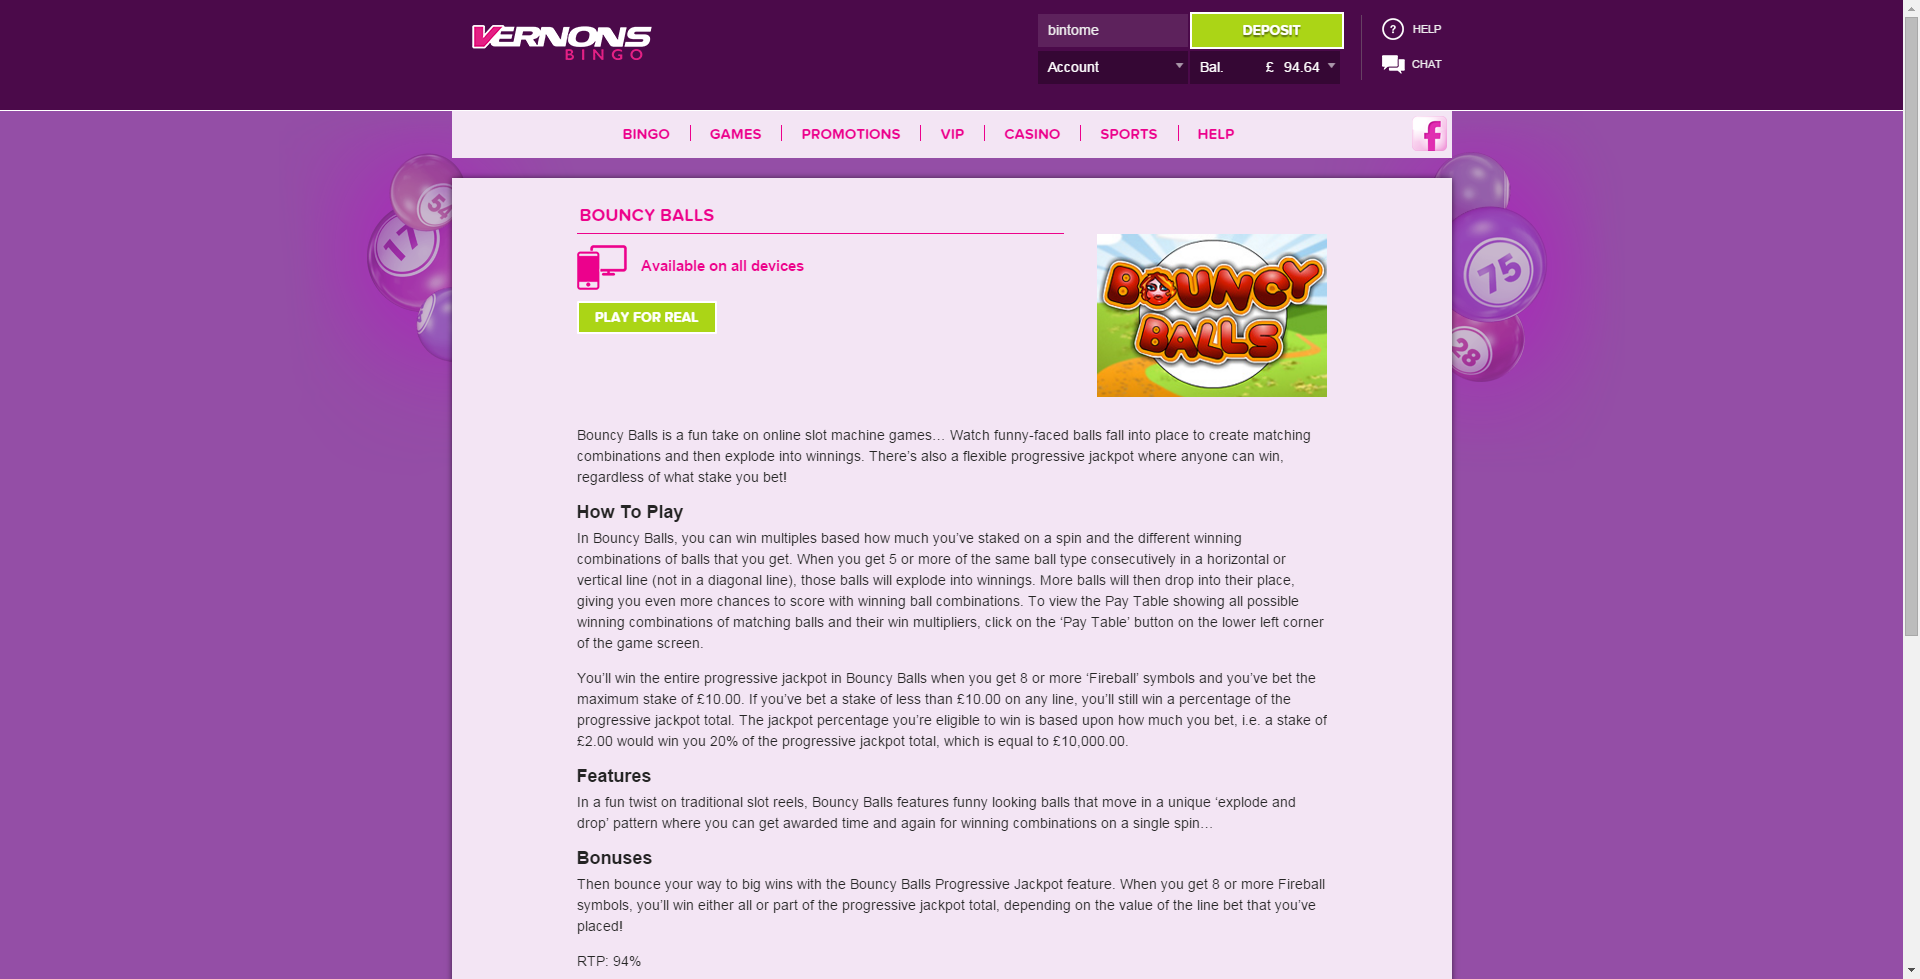 VERNONS
BINGO
bintome
DEPOSIT
Account
Bal. £ 94.64
? HELP
CHAT
BINGO GAMES PROMOTIONS VIP CASINO SPORTS HELP
f
54
17
75
28
BOUNCY BALLS
Available on all devices
PLAY FOR REAL
BOUNCY
BALLS
Bouncy Balls is a fun take on online slot machine games… Watch funny-faced balls fall into place to create matching
combinations and then explode into winnings. There’s also a flexible progressive jackpot where anyone can win,
regardless of what stake you bet!
How To Play
In Bouncy Balls, you can win multiples based how much you’ve staked on a spin and the different winning
combinations of balls that you get. When you get 5 or more of the same ball type consecutively in a horizontal or
vertical line (not in a diagonal line), those balls will explode into winnings. More balls will then drop into their place,
giving you even more chances to score with winning ball combinations. To view the Pay Table showing all possible
winning combinations of matching balls and their win multipliers, click on the ‘Pay Table’ button on the lower left corner
of the game screen.
You’ll win the entire progressive jackpot in Bouncy Balls when you get 8 or more ‘Fireball’ symbols and you’ve bet the
maximum stake of £10.00. If you’ve bet a stake of less than £10.00 on any line, you’ll still win a percentage of the
progressive jackpot total. The jackpot percentage you’re eligible to win is based upon how much you bet, i.e. a stake of
£2.00 would win you 20% of the progressive jackpot total, which is equal to £10,000.00.
Features
In a fun twist on traditional slot reels, Bouncy Balls features funny looking balls that move in a unique ‘explode and
drop’ pattern where you can get awarded time and again for winning combinations on a single spin…
Bonuses
Then bounce your way to big wins with the Bouncy Balls Progressive Jackpot feature. When you get 8 or more Fireball
symbols, you’ll win either all or part of the progressive jackpot total, depending on the value of the line bet that you’ve
placed!
RTP: 94%